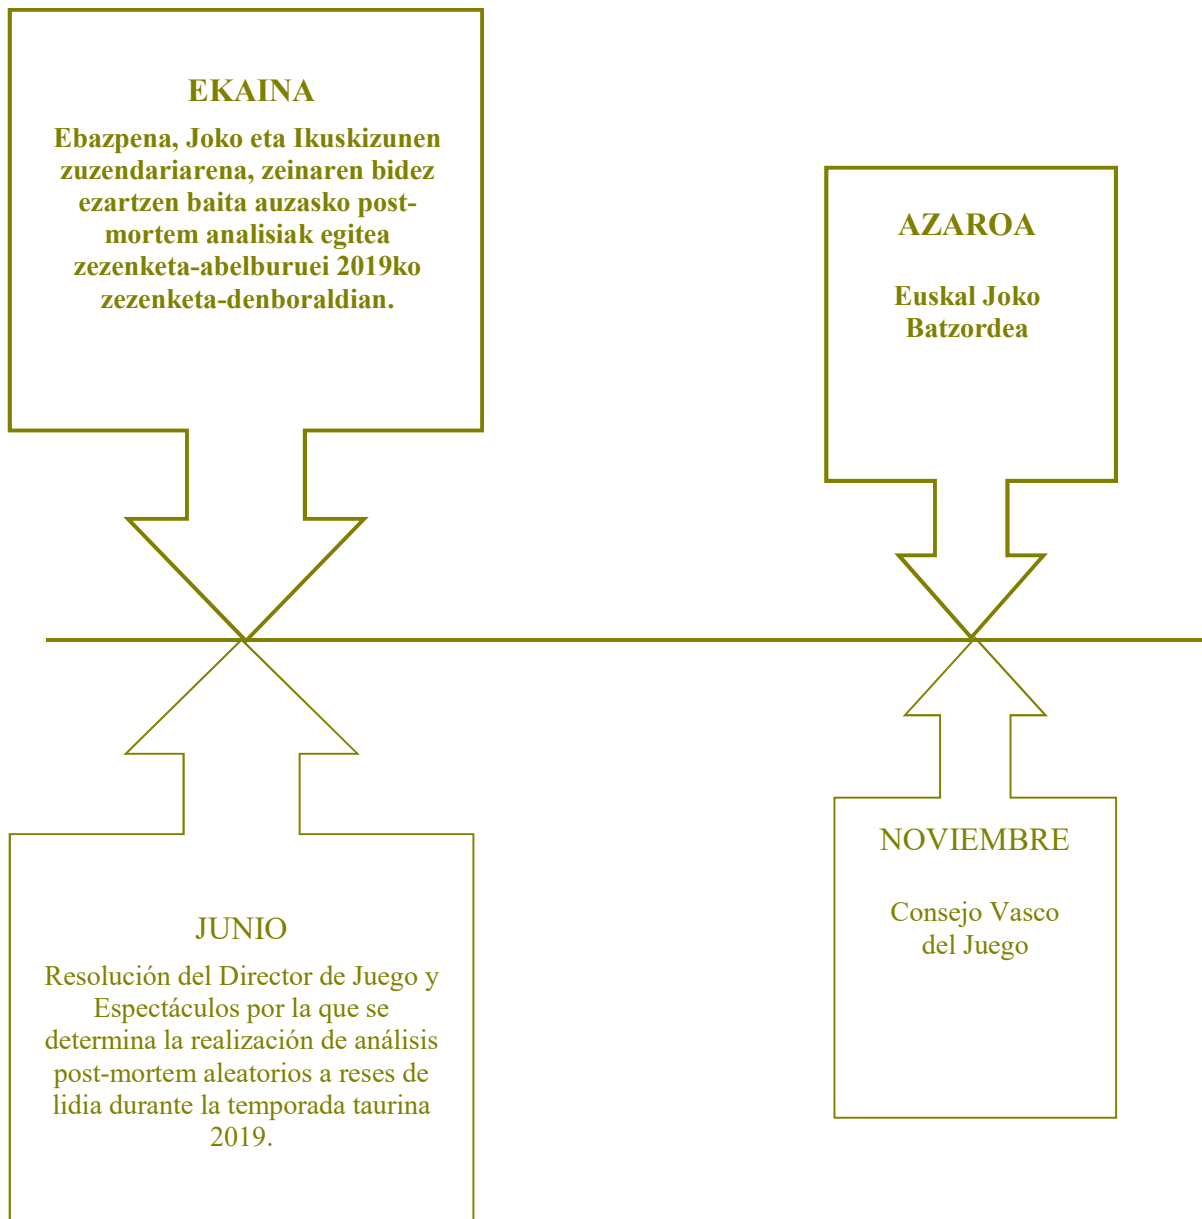 EKAINA
Ebazpena, Joko eta Ikuskizunen
zuzendariarena, zeinaren bidez
ezartzen baita auzasko post-
mortem analisiak egitea
zezenketa-abelburuei 2019ko
zezenketa-denboraldian.
AZAROA
Euskal Joko
Batzordea
JUNIO
Resolución del Director de Juego y
Espectáculos por la que se
determina la realización de análisis
post-mortem aleatorios a reses de
lidia durante la temporada taurina
2019.
NOVIEMBRE
Consejo Vasco
del Juego